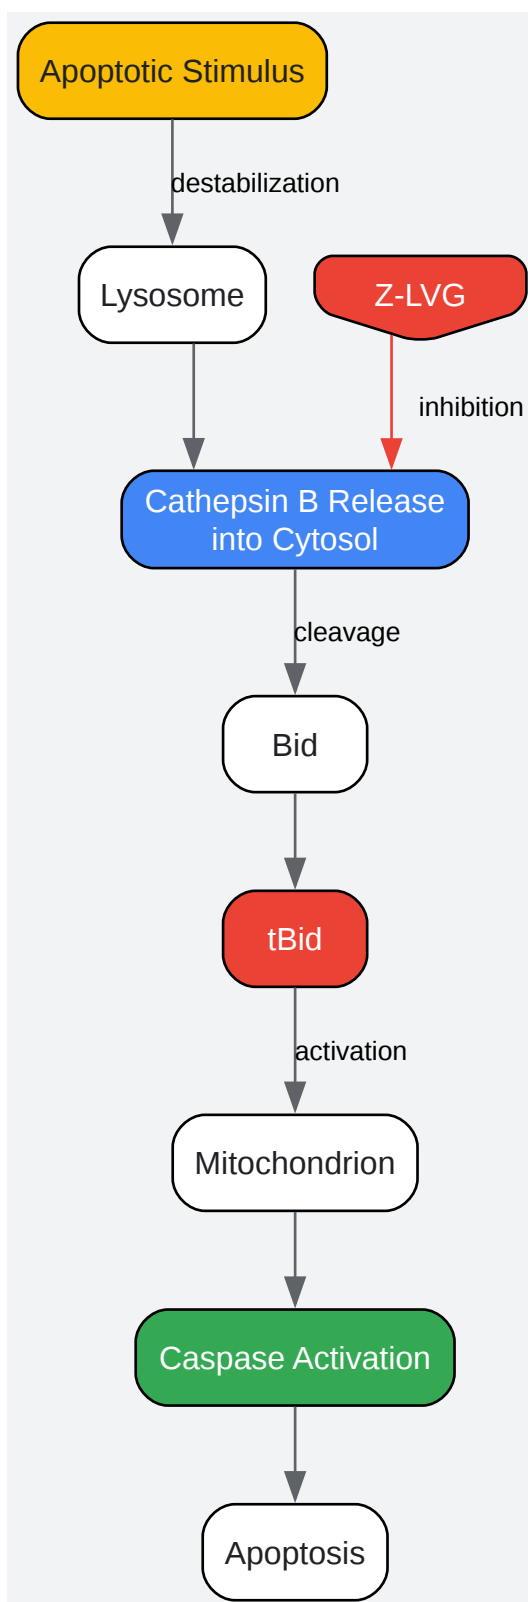 Apoptotic Stimulus
destabilization
Lysosome
Z-LVG
inhibition
Cathepsin B Release
into Cytosol
cleavage
Bid
tBid
activation
Mitochondrion
Caspase Activation
Apoptosis